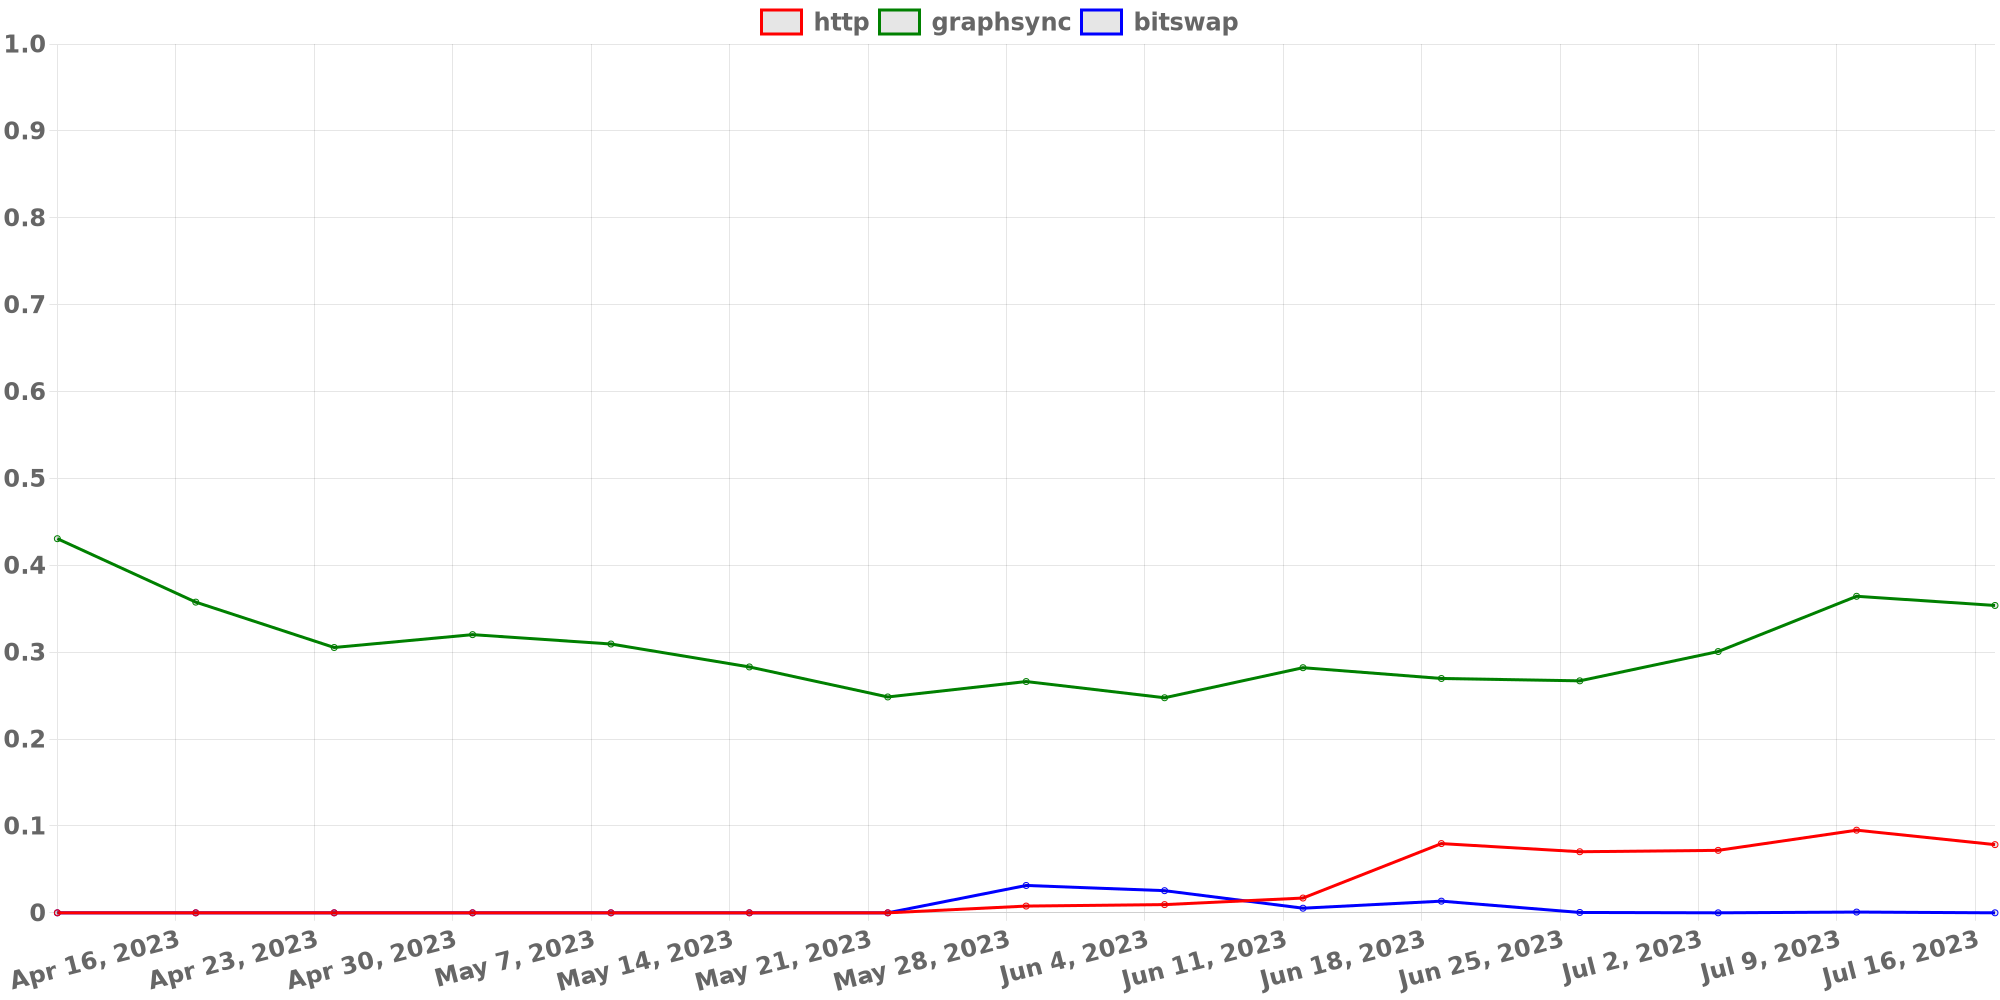 http graphsync bitswap
1.0
0.9
0.8
0.7
0.6
0.5
0.4
0.3
0.2
0.1
0
Apr 16, 2023
Apr 23, 2023
Apr 30, 2023
May 7, 2023
May 14, 2023
May 21, 2023
May 28, 2023
Jun 4, 2023
Jun 11, 2023
Jun 18, 2023
Jun 25, 2023
Jul 2, 2023
Jul 9, 2023
Jul 16, 2023